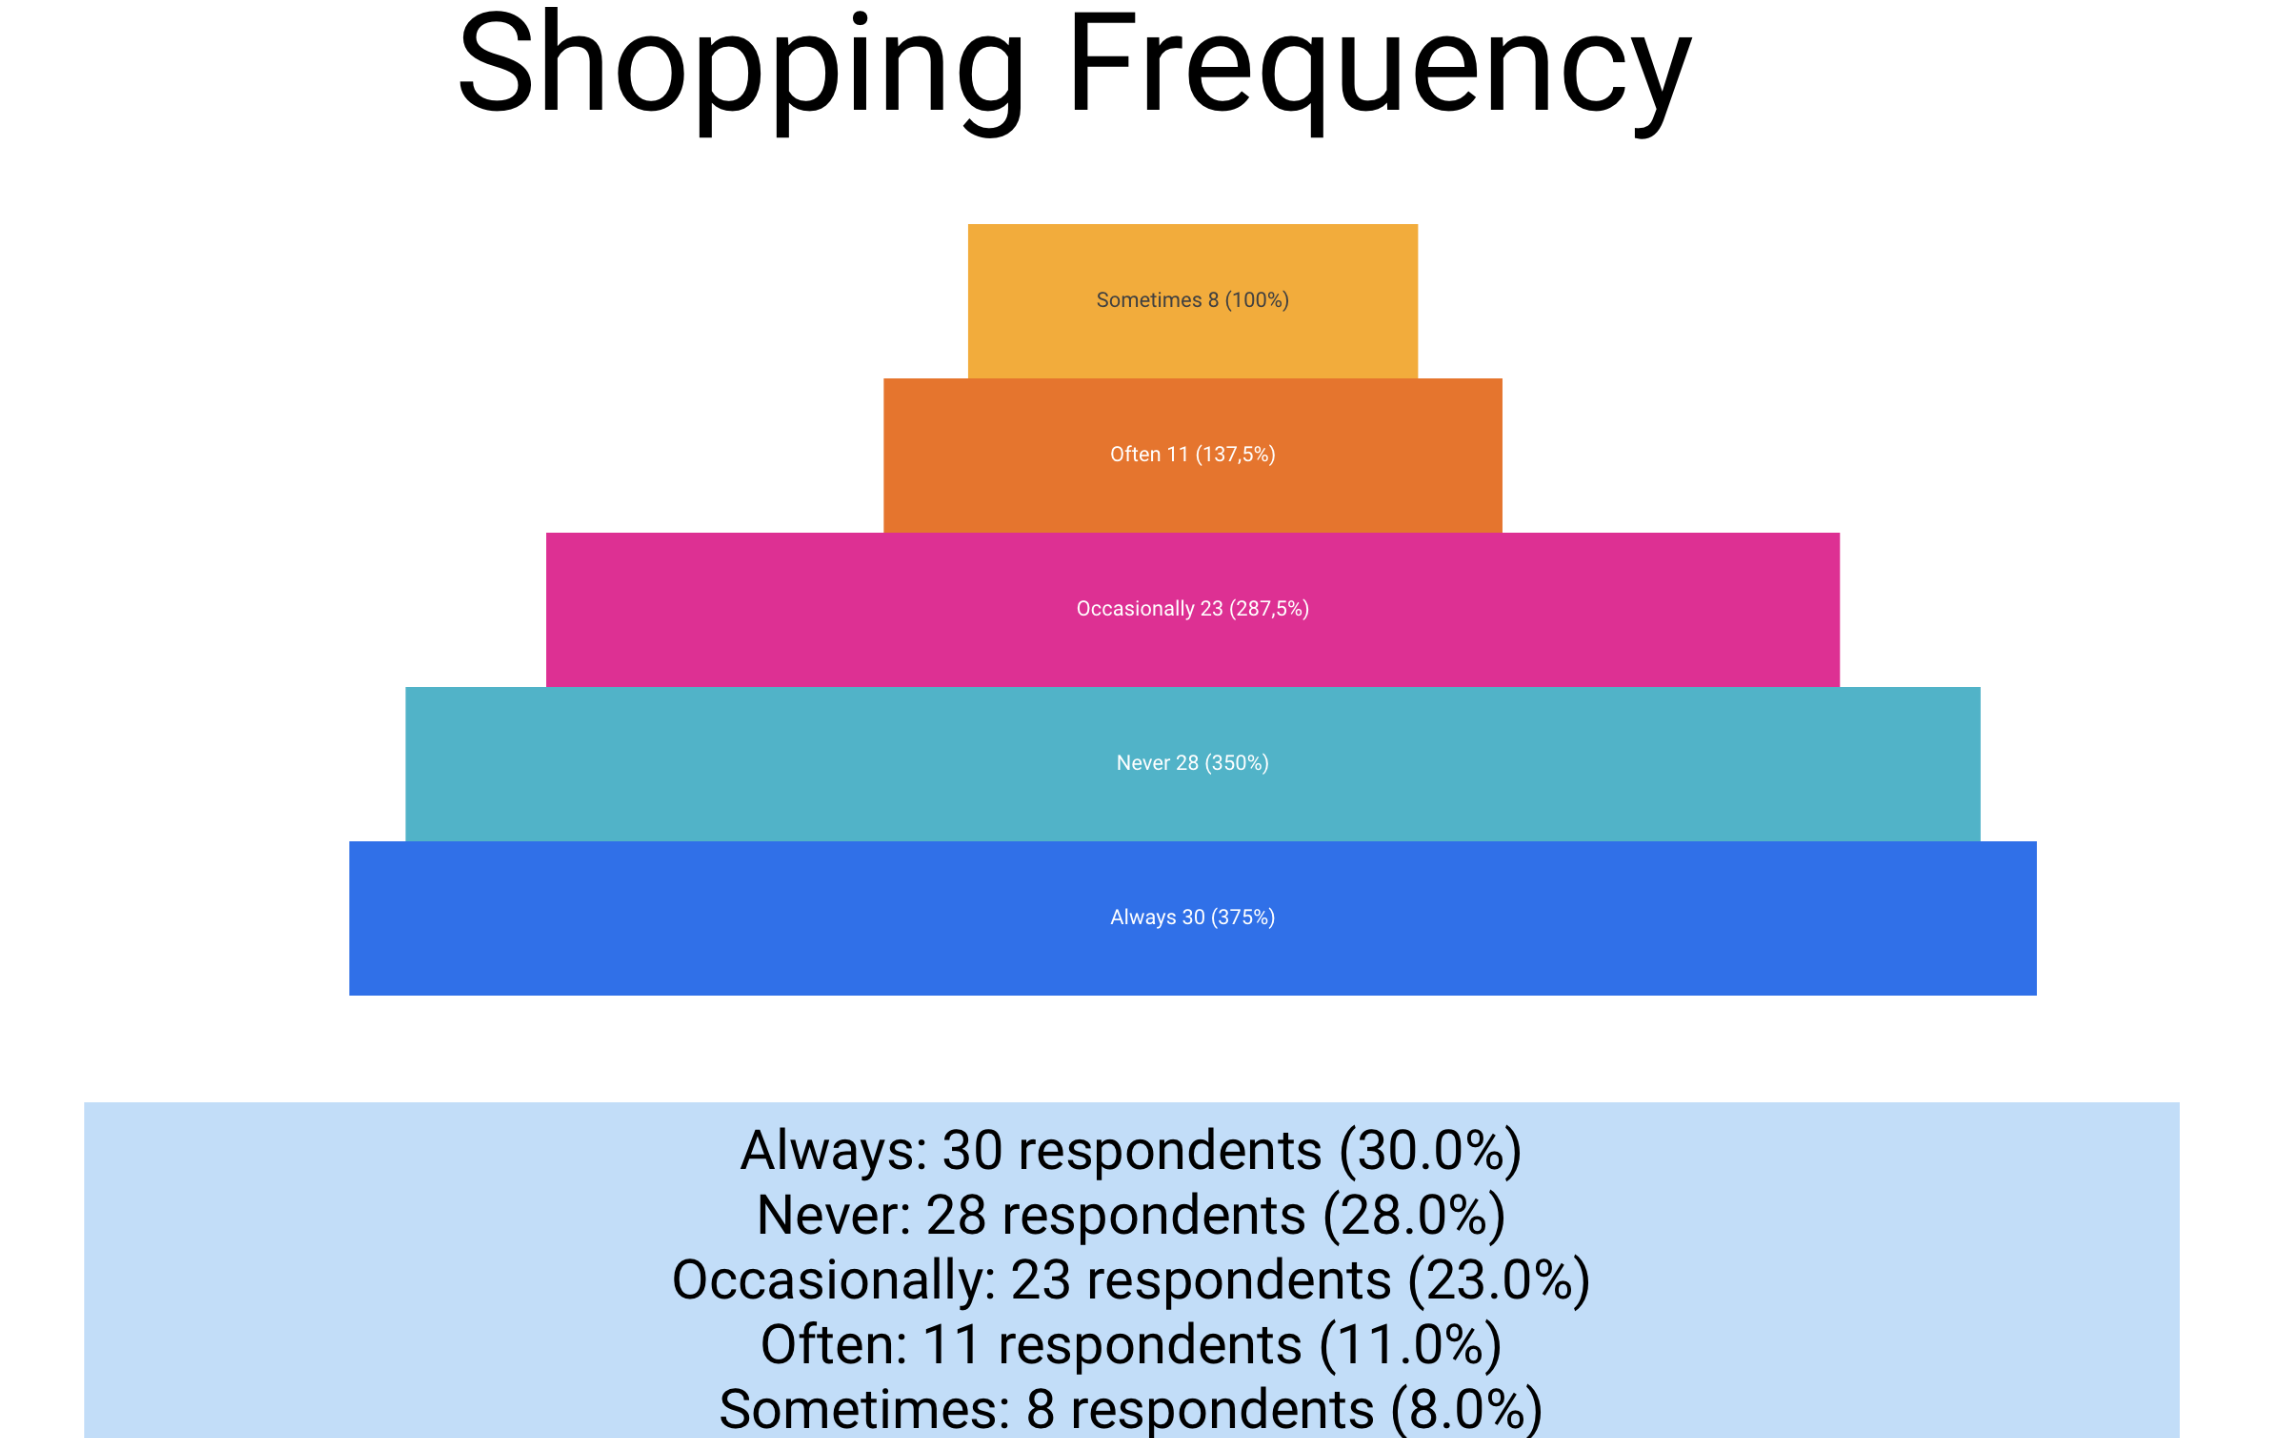 Shopping Frequency
Sometimes 8 (100%)
Often 11 (137,5%)
Occasionally 23 (287,5%)
Never 28 (350%)
Always 30 (375%)
Always: 30 respondents (30.0%)
Never: 28 respondents (28.0%)
Occasionally: 23 respondents (23.0%)
Often: 11 respondents (11.0%)
Sometimes: 8 respondents (8.0%)